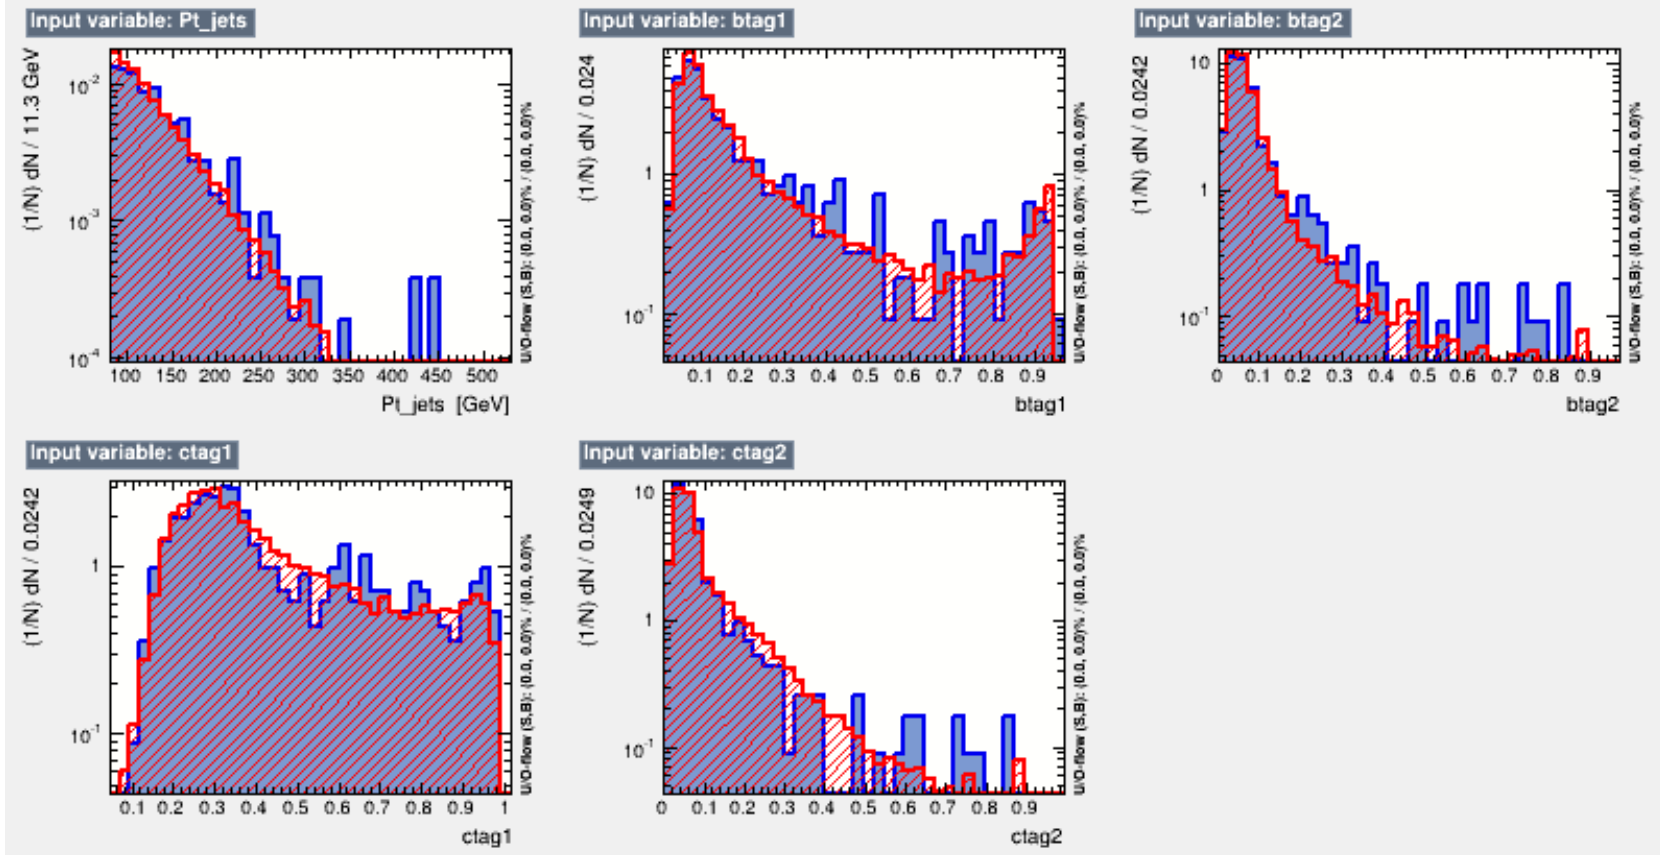 Input variable: Pt_jets
(1/N) dN / 11.3 GeV
10^-2
10^-3
10^-4
100 150 200 250 300 350 400 450 500
Pt_jets [GeV]
U/O-flow (S,B): (0.0, 0.0)% / (0.0, 0.0)%
Input variable: btag1
(1/N) dN / 0.024
1
10^-1
0.1 0.2 0.3 0.4 0.5 0.6 0.7 0.8 0.9
btag1
U/O-flow (S,B): (0.0, 0.0)% / (0.0, 0.0)%
Input variable: btag2
(1/N) dN / 0.0242
10
1
10^-1
0 0.1 0.2 0.3 0.4 0.5 0.6 0.7 0.8 0.9
btag2
U/O-flow (S,B): (0.0, 0.0)% / (0.0, 0.0)%
Input variable: ctag1
(1/N) dN / 0.0242
1
10^-1
0.1 0.2 0.3 0.4 0.5 0.6 0.7 0.8 0.9 1
ctag1
U/O-flow (S,B): (0.0, 0.0)% / (0.0, 0.0)%
Input variable: ctag2
(1/N) dN / 0.0249
10
1
10^-1
0 0.1 0.2 0.3 0.4 0.5 0.6 0.7 0.8 0.9
ctag2
U/O-flow (S,B): (0.0, 0.0)% / (0.0, 0.0)%